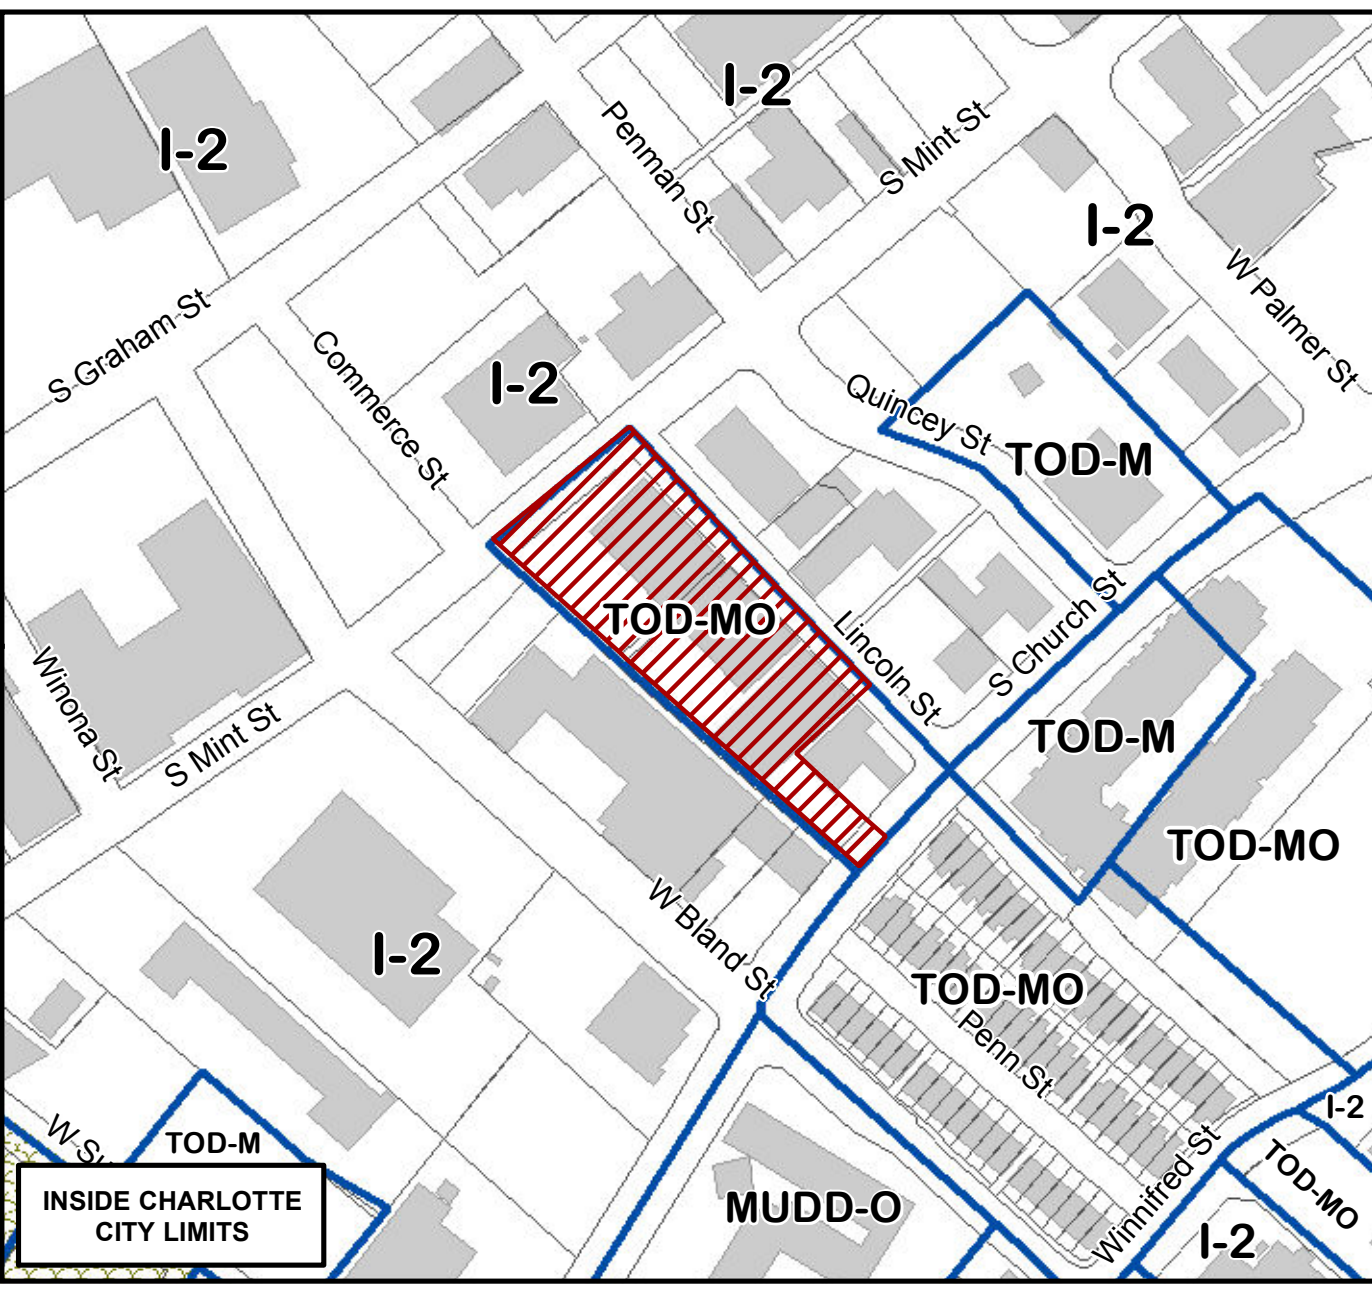 I-2
I-2
Penman St
S Mint St
I-2
W Palmer St
S Graham St
Commerce St
I-2
Quincey St
TOD-M
TOD-MO
Lincoln St
S Church St
Winona St
S Mint St
TOD-M
TOD-MO
W Bland St
I-2
TOD-MO
Penn St
I-2
TOD-M
TOD-MO
Winnifred St
MUDD-O
I-2
INSIDE CHARLOTTE
CITY LIMITS